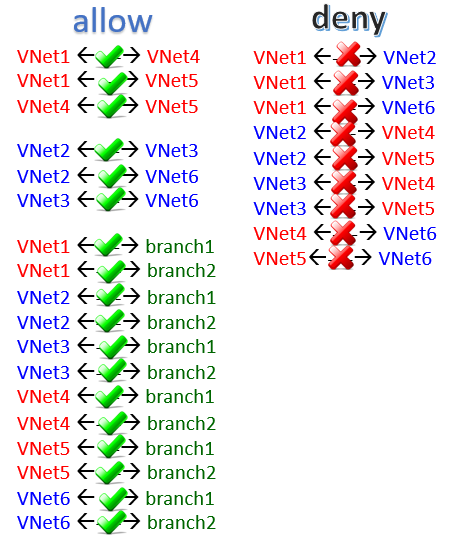 allow
VNet1 ←→ VNet4
VNet1 ←→ VNet5
VNet4 ←→ VNet5
VNet2 ←→ VNet3
VNet2 ←→ VNet6
VNet3 ←→ VNet6
VNet1 ←→ branch1
VNet1 ←→ branch2
VNet2 ←→ branch1
VNet2 ←→ branch2
VNet3 ←→ branch1
VNet3 ←→ branch2
VNet4 ←→ branch1
VNet4 ←→ branch2
VNet5 ←→ branch1
VNet5 ←→ branch2
VNet6 ←→ branch1
VNet6 ←→ branch2
deny
VNet1 ←→ VNet2
VNet1 ←→ VNet3
VNet1 ←→ VNet6
VNet2 ←→ VNet4
VNet2 ←→ VNet5
VNet3 ←→ VNet4
VNet3 ←→ VNet5
VNet4 ←→ VNet6
VNet5 ←→ VNet6